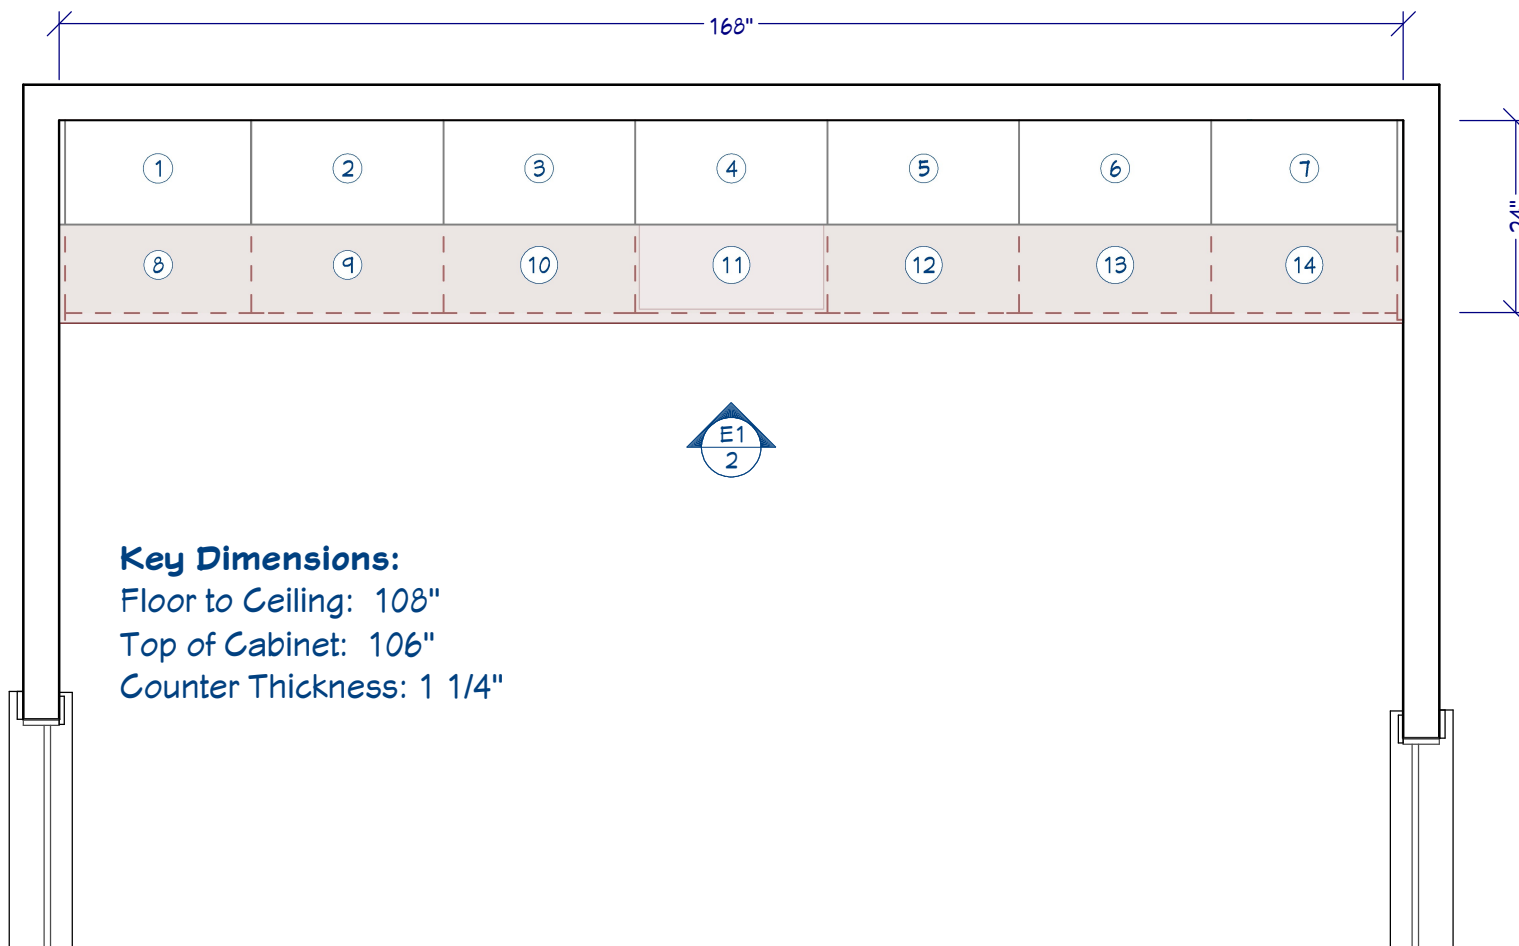 168"
1 2 3 4 5 6 7
24"
8 9 10 11 12 13 14
E1
2
Key Dimensions:
Floor to Ceiling: 108"
Top of Cabinet: 106"
Counter Thickness: 1 1/4"